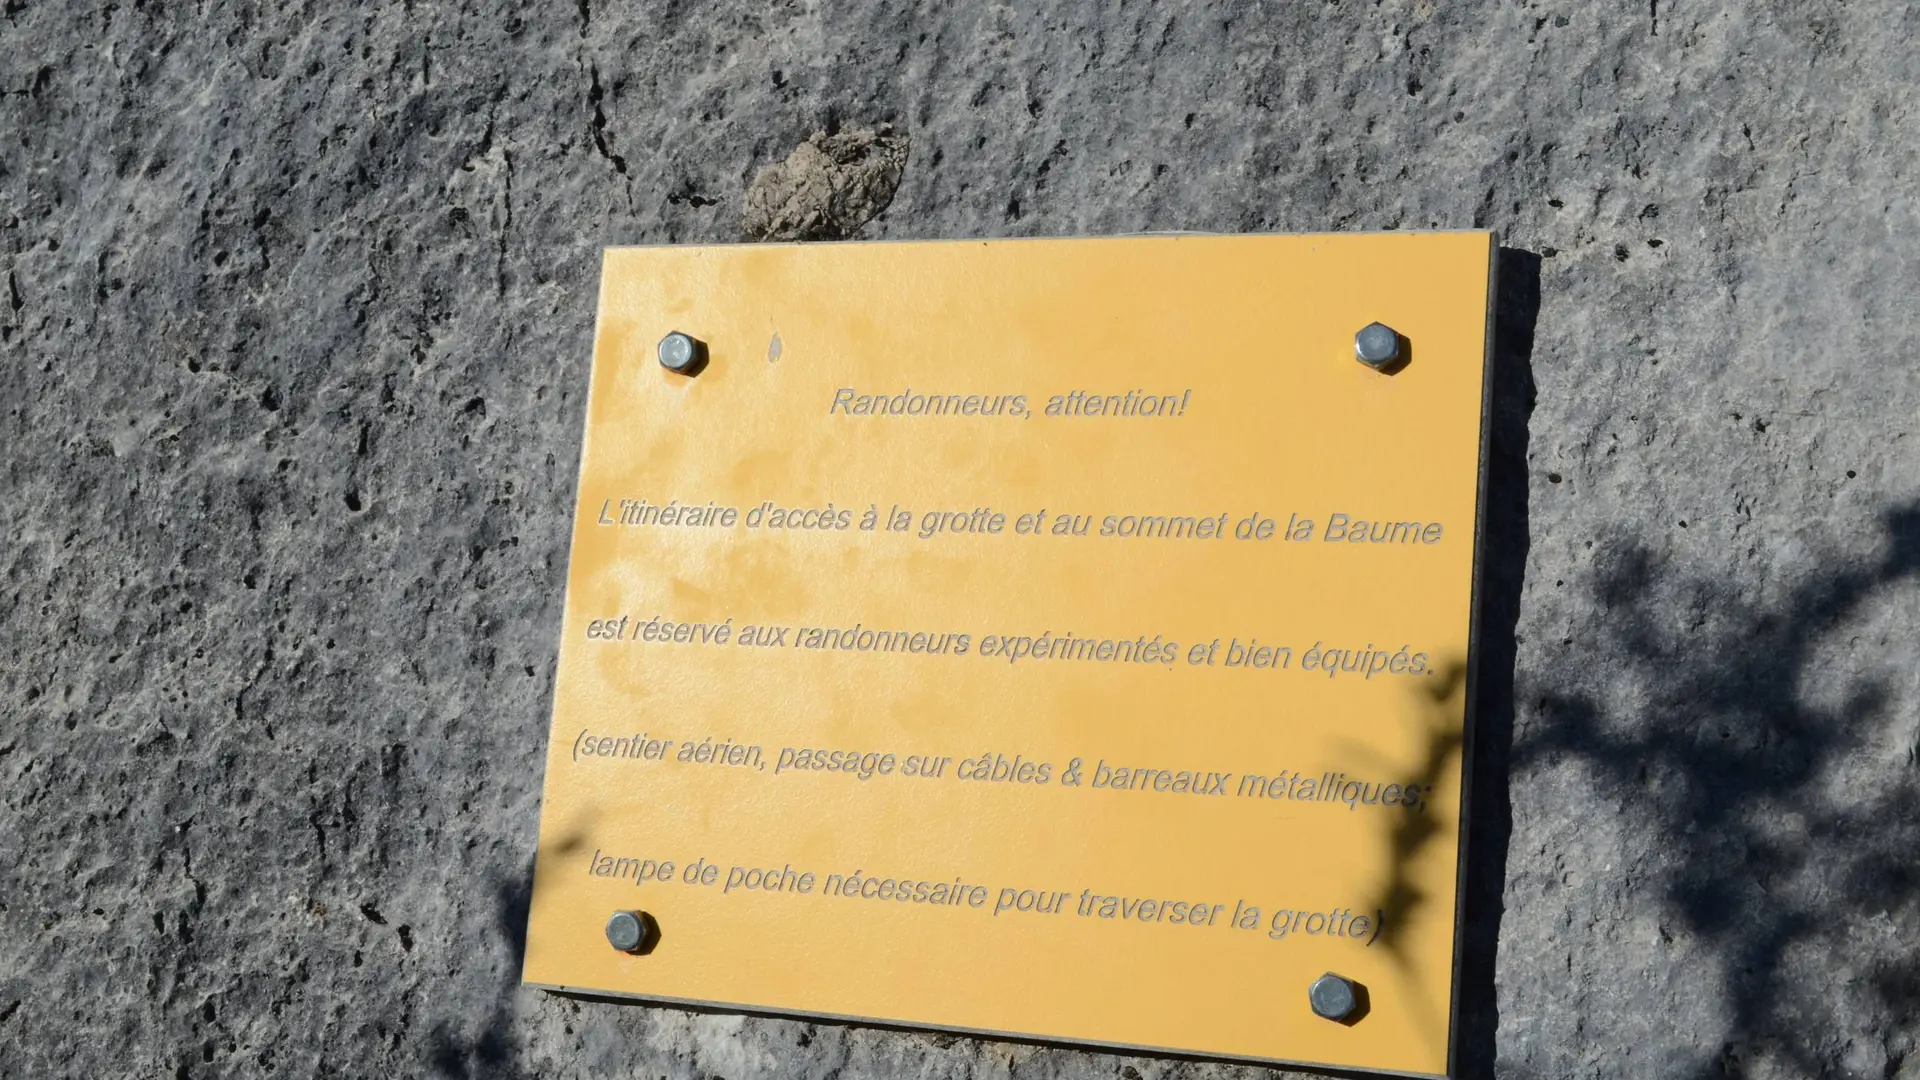 Randonneurs, attention!
L'itinéraire d'accès à la grotte et au sommet de la Baume
est réservé aux randonneurs expérimentés et bien équipés.
(sentier aérien, passage sur câbles & barreaux métalliques;
lampe de poche nécessaire pour traverser la grotte)